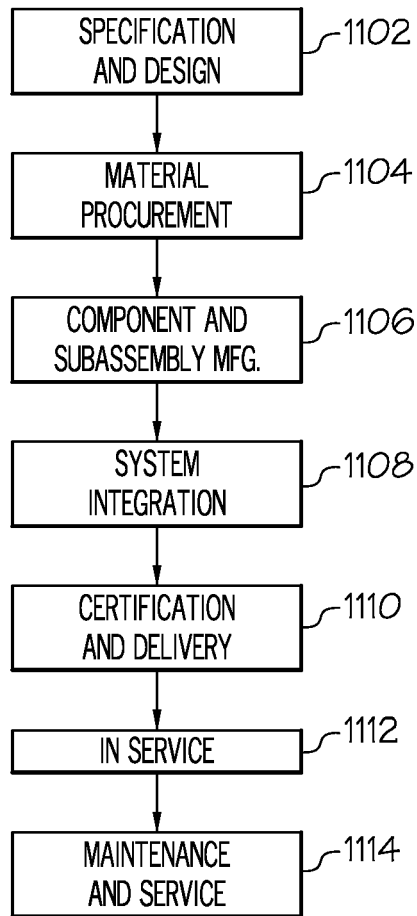 SPECIFICATION
AND DESIGN
1102
MATERIAL
PROCUREMENT
1104
COMPONENT AND
SUBASSEMBLY MFG.
1106
SYSTEM
INTEGRATION
1108
CERTIFICATION
AND DELIVERY
1110
IN SERVICE
1112
MAINTENANCE
AND SERVICE
1114